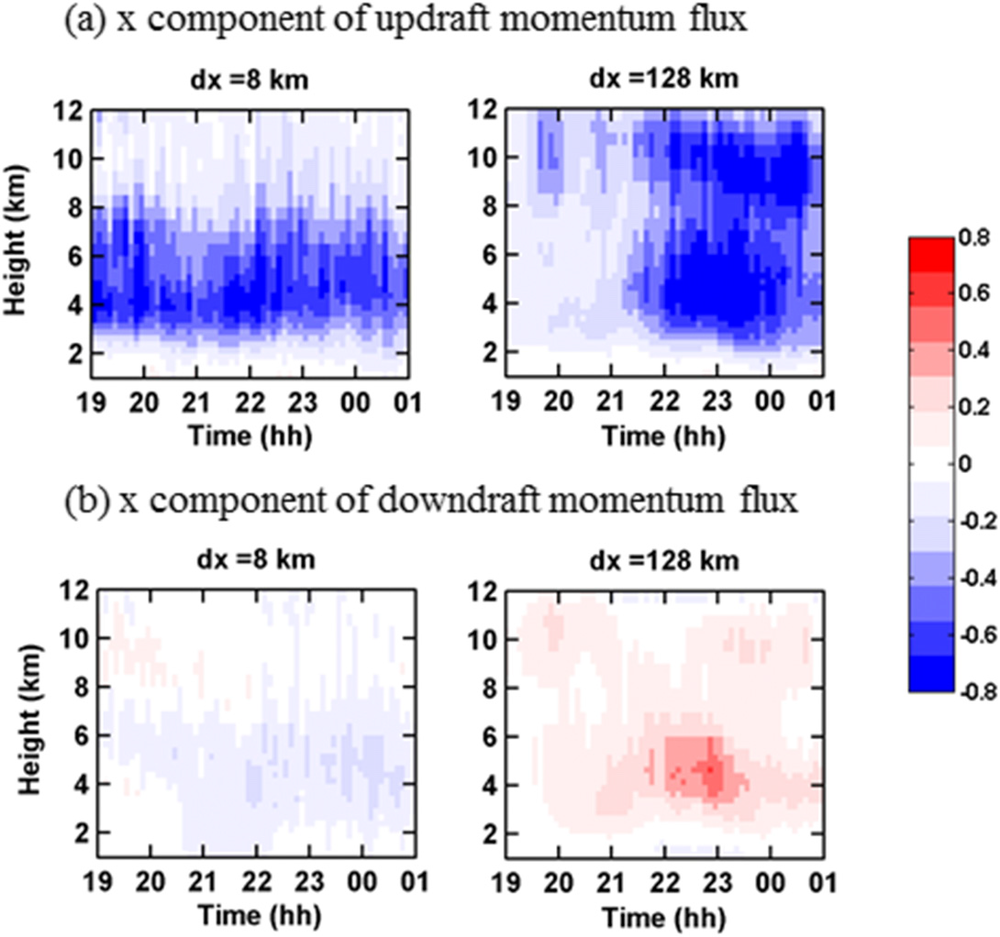 (a) x component of updraft momentum flux
dx =8 km
dx =128 km
Height (km)
12
10
8
6
4
2
19 20 21 22 23 00 01
Time (hh)
12
10
8
6
4
2
19 20 21 22 23 00 01
Time (hh)
0.8
0.6
0.4
0.2
0
-0.2
-0.4
-0.6
-0.8
(b) x component of downdraft momentum flux
dx =8 km
dx =128 km
Height (km)
12
10
8
6
4
2
19 20 21 22 23 00 01
Time (hh)
12
10
8
6
4
2
19 20 21 22 23 00 01
Time (hh)